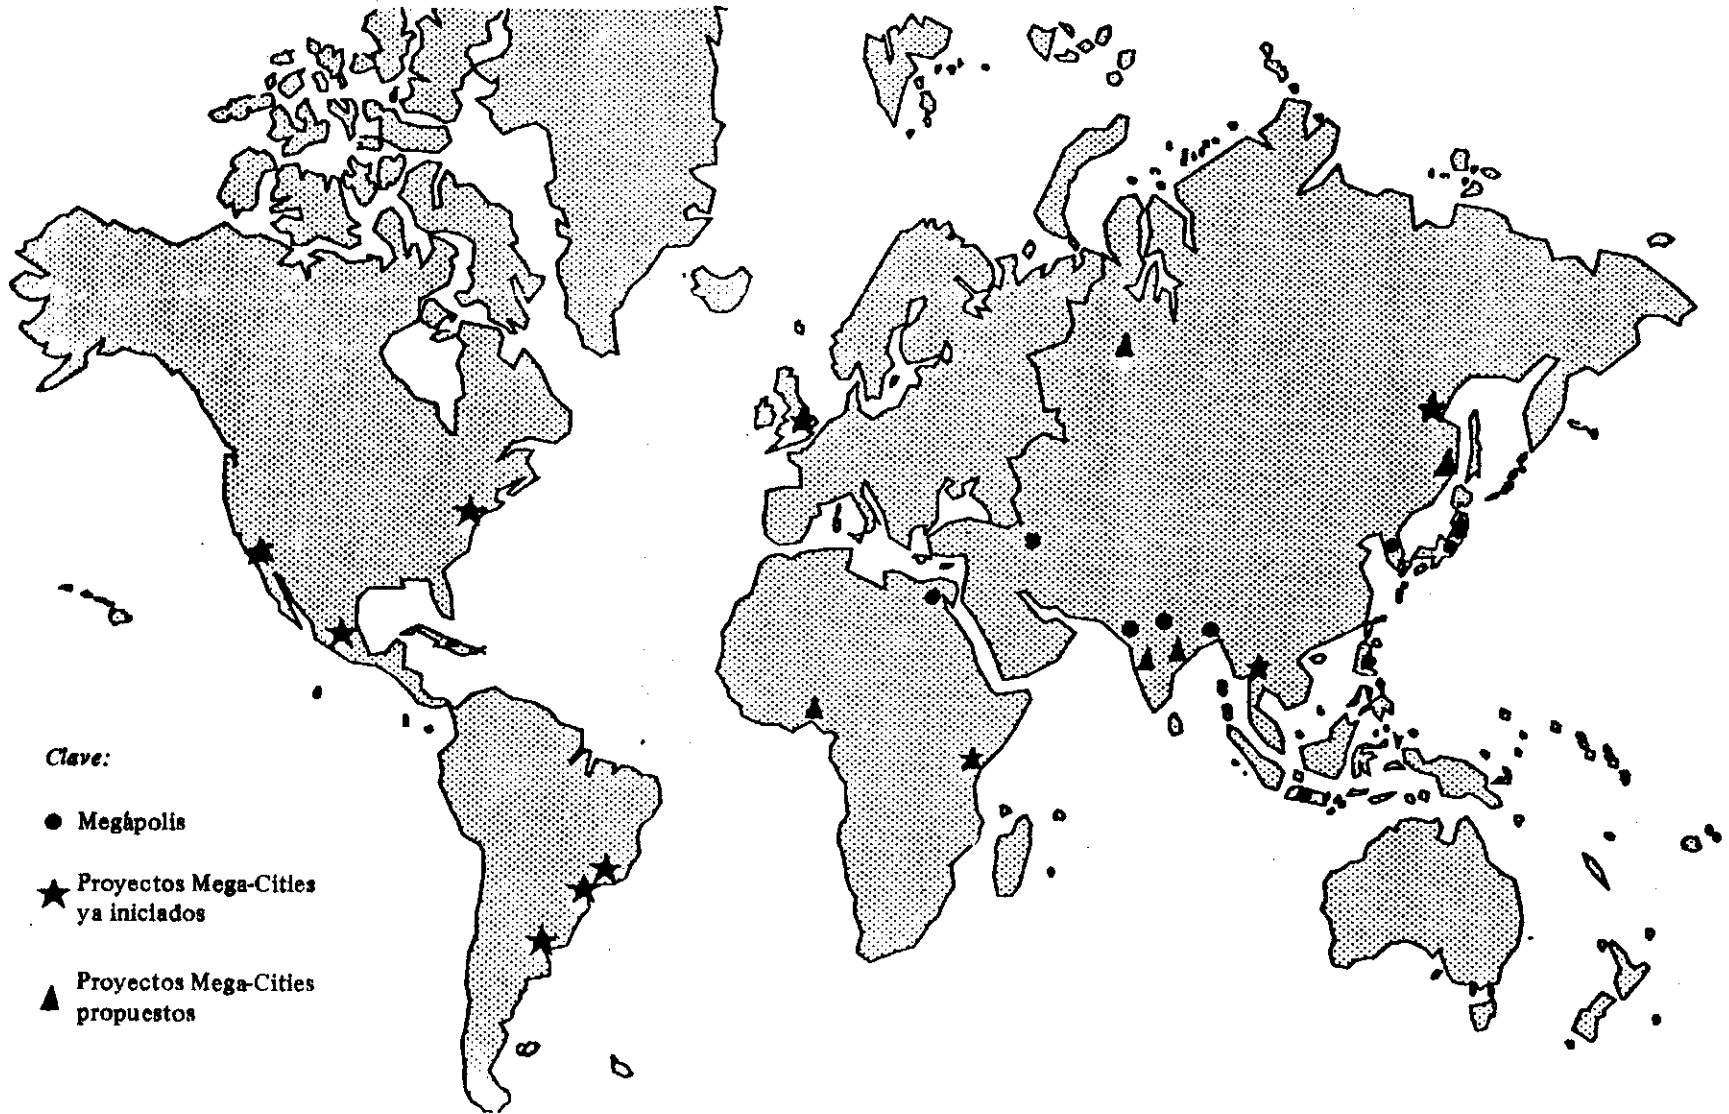 Clave:
Megápolis
Proyectos Mega-Cities
ya iniciados
Proyectos Mega-Cities
propuestos